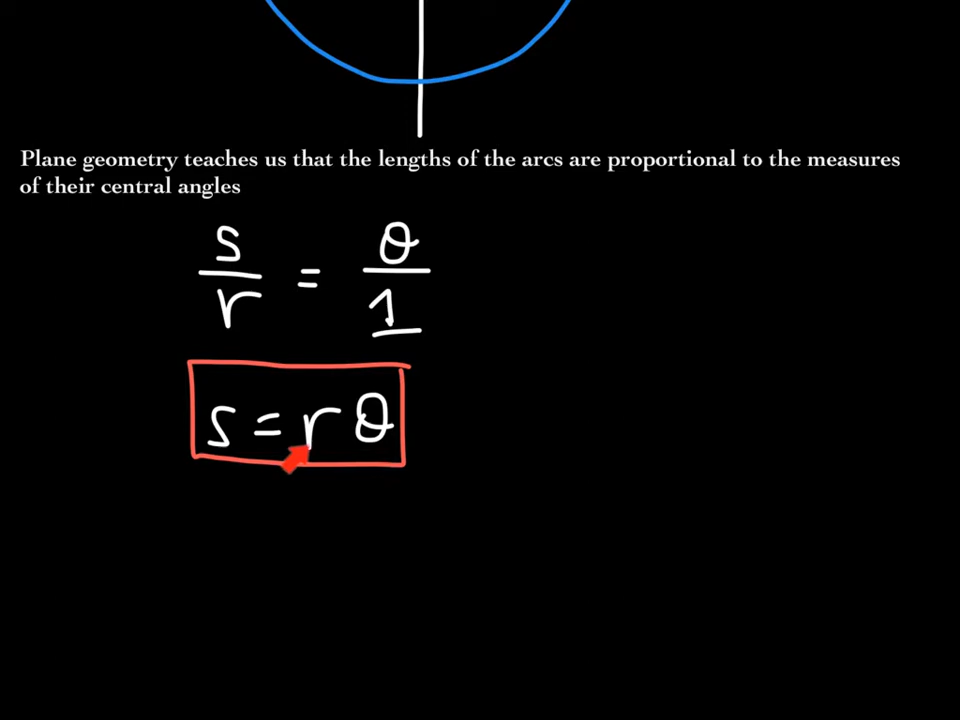 Plane geometry teaches us that the lengths of the arcs are proportional to the measures
of their central angles
s/r = θ/1
s = r θ